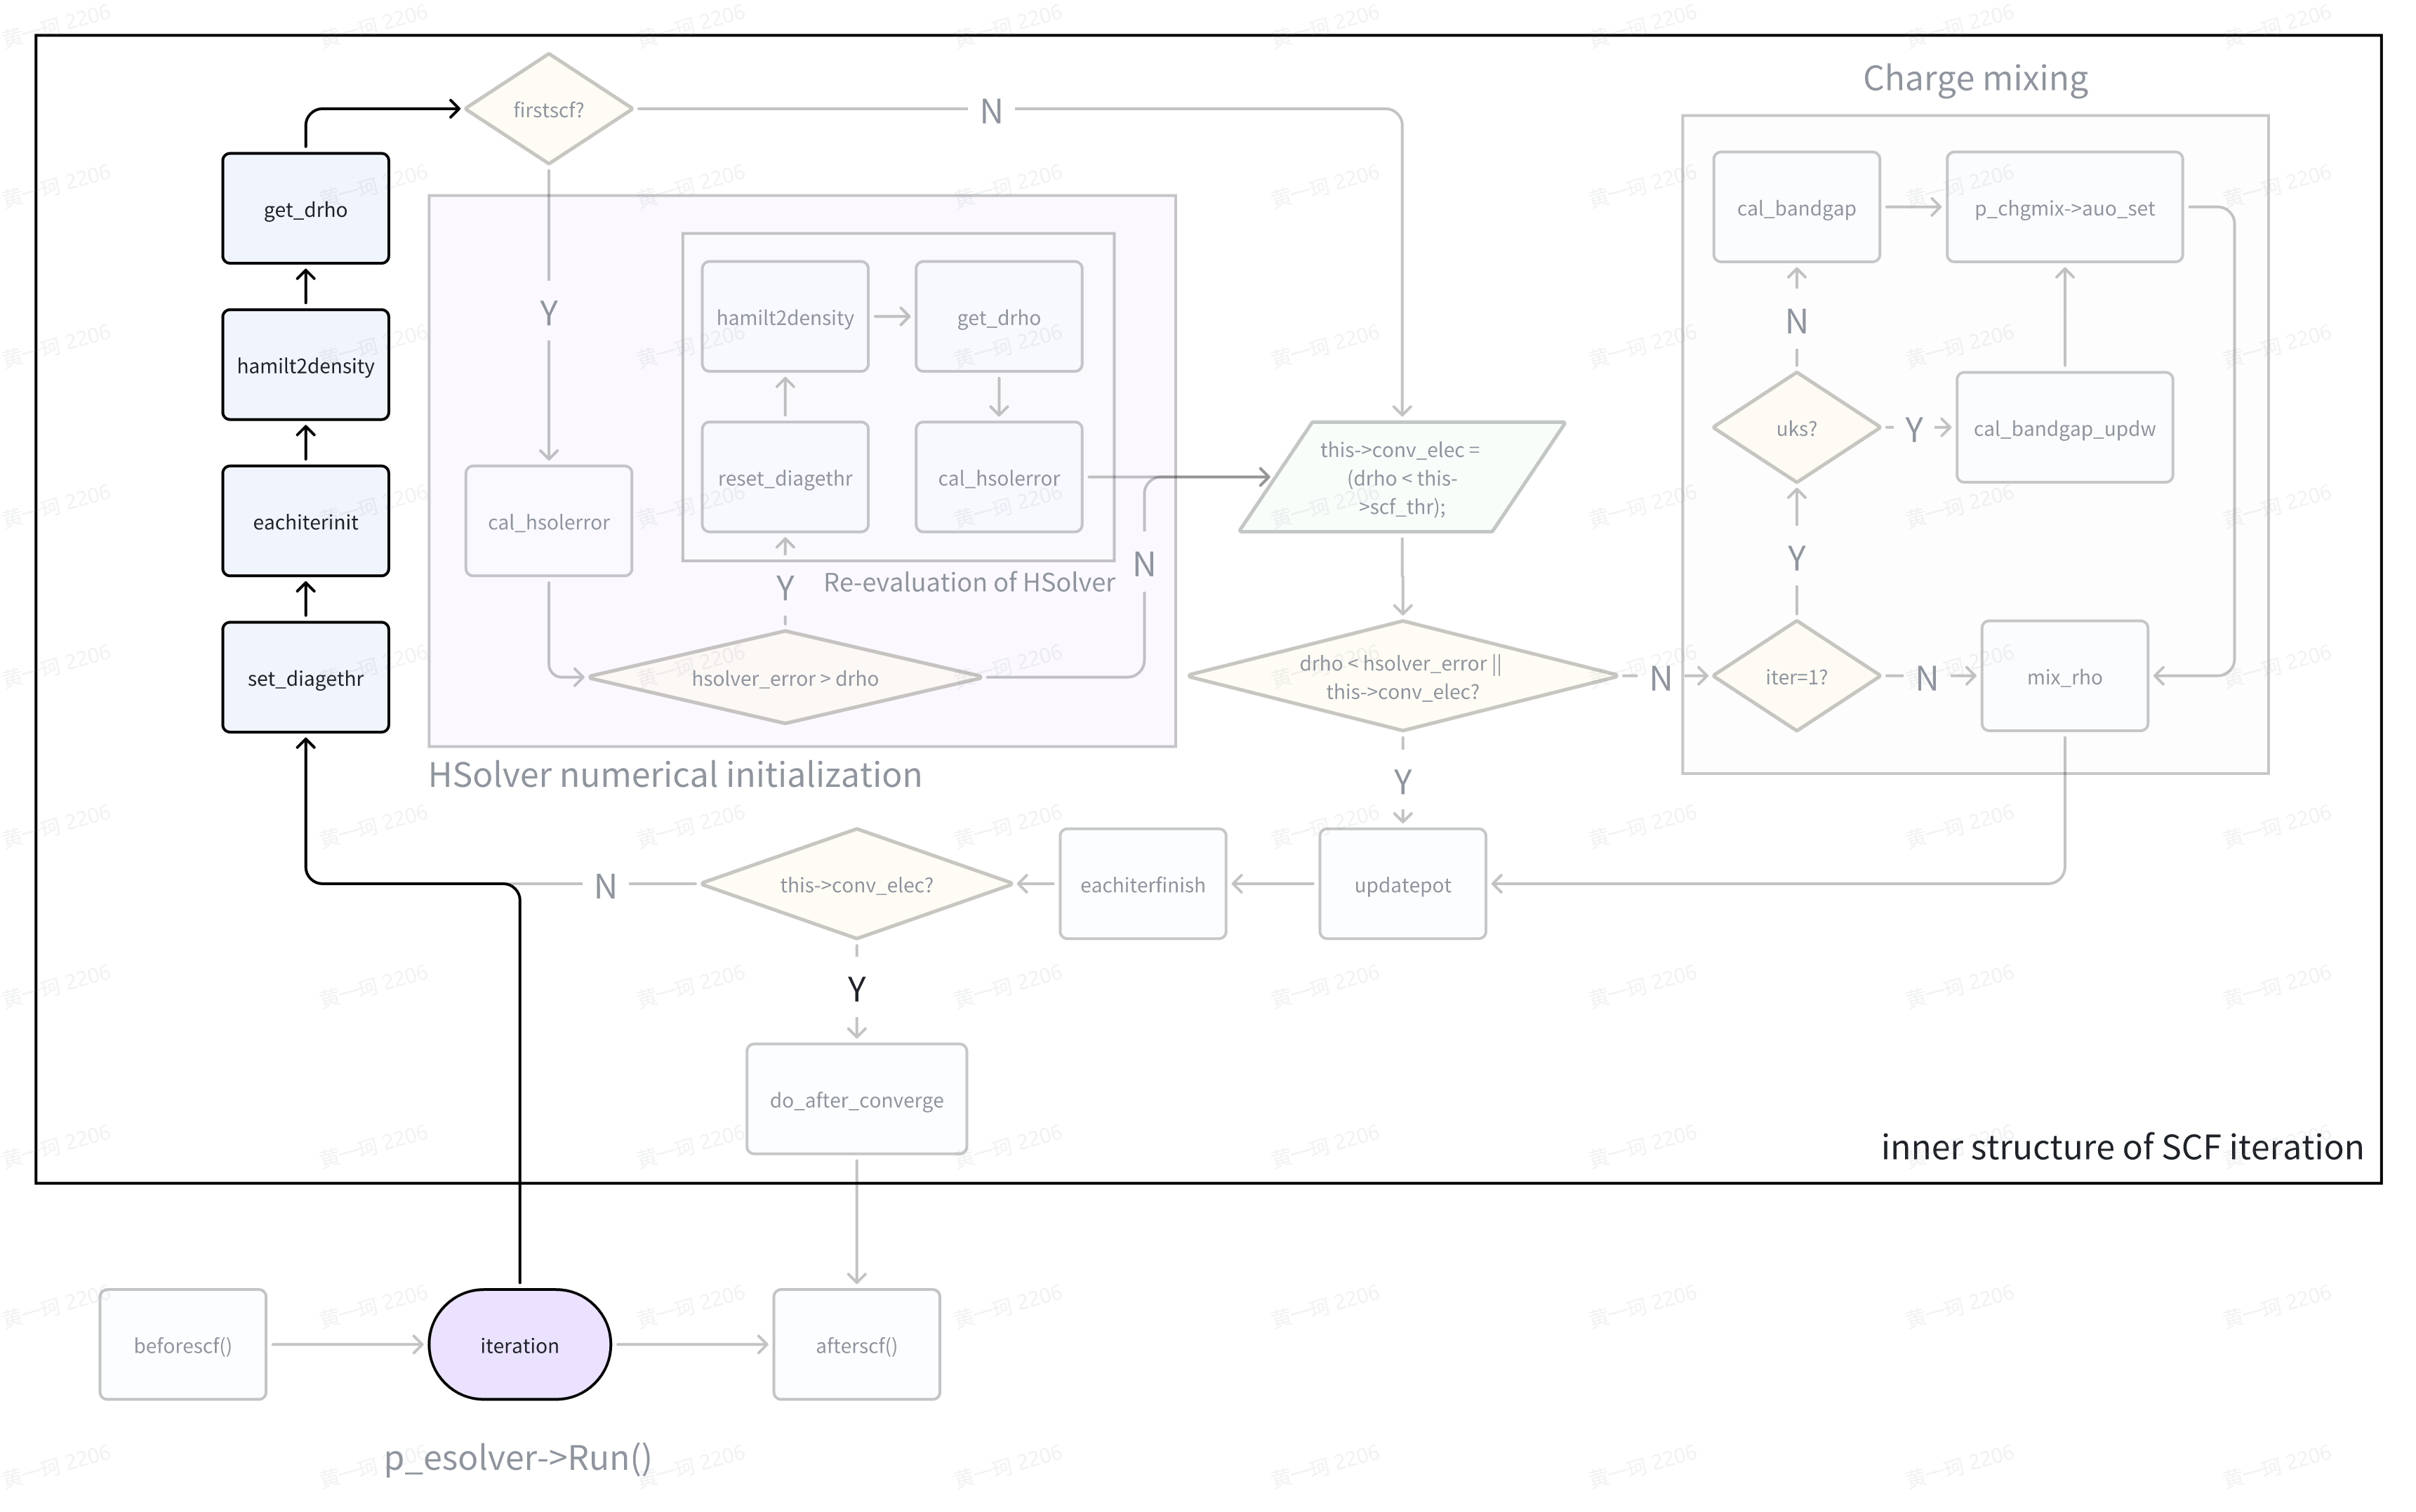 firstscf?
N
Charge mixing
get_drho
hamilt2density
eachiterinit
set_diagethr
Y
hamilt2density
get_drho
reset_diagethr
cal_hsolerror
cal_hsolerror
Y
Re-evaluation of HSolver
N
hsolver_error > drho
HSolver numerical initialization
this->conv_elec =
(drho < this-
>scf_thr);
drho < hsolver_error ||
this->conv_elec?
N
Y
cal_bandgap
p_chgmix->auo_set
N
uks?
Y
cal_bandgap_updw
Y
iter=1?
N
mix_rho
updatepot
eachiterfinish
this->conv_elec?
N
Y
do_after_converge
inner structure of SCF iteration
beforescf()
iteration
afterscf()
p_esolver->Run()
黄一珂 2206